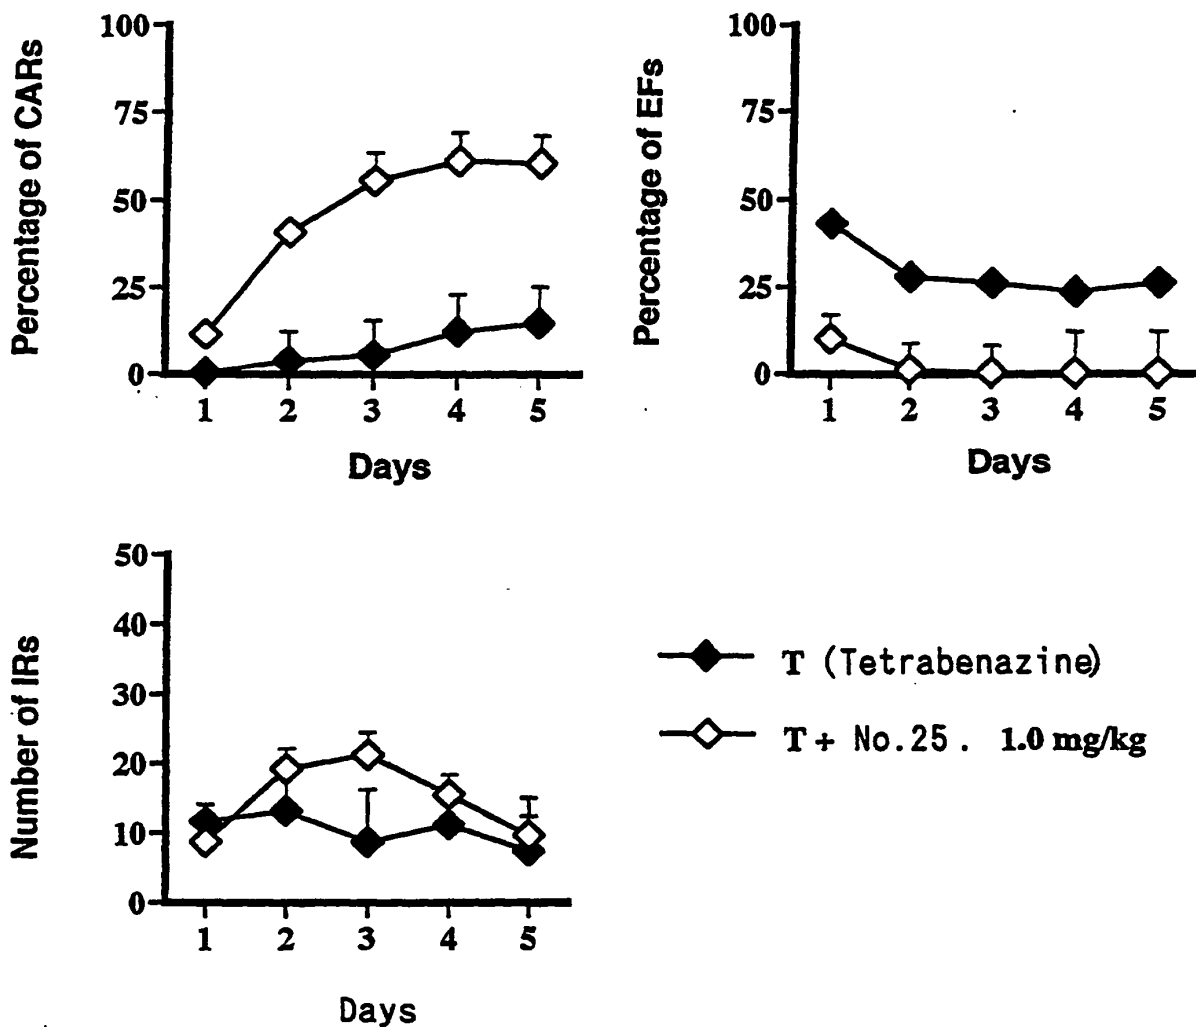 Percentage of CARs
100
75
50
25
0
1 2 3 4 5
Days
Percentage of EFs
100
75
50
25
0
1 2 3 4 5
Days
Number of IRs
50
40
30
20
10
0
1 2 3 4 5
Days
T (Tetrabenazine)
T + No.25. 1.0 mg/kg